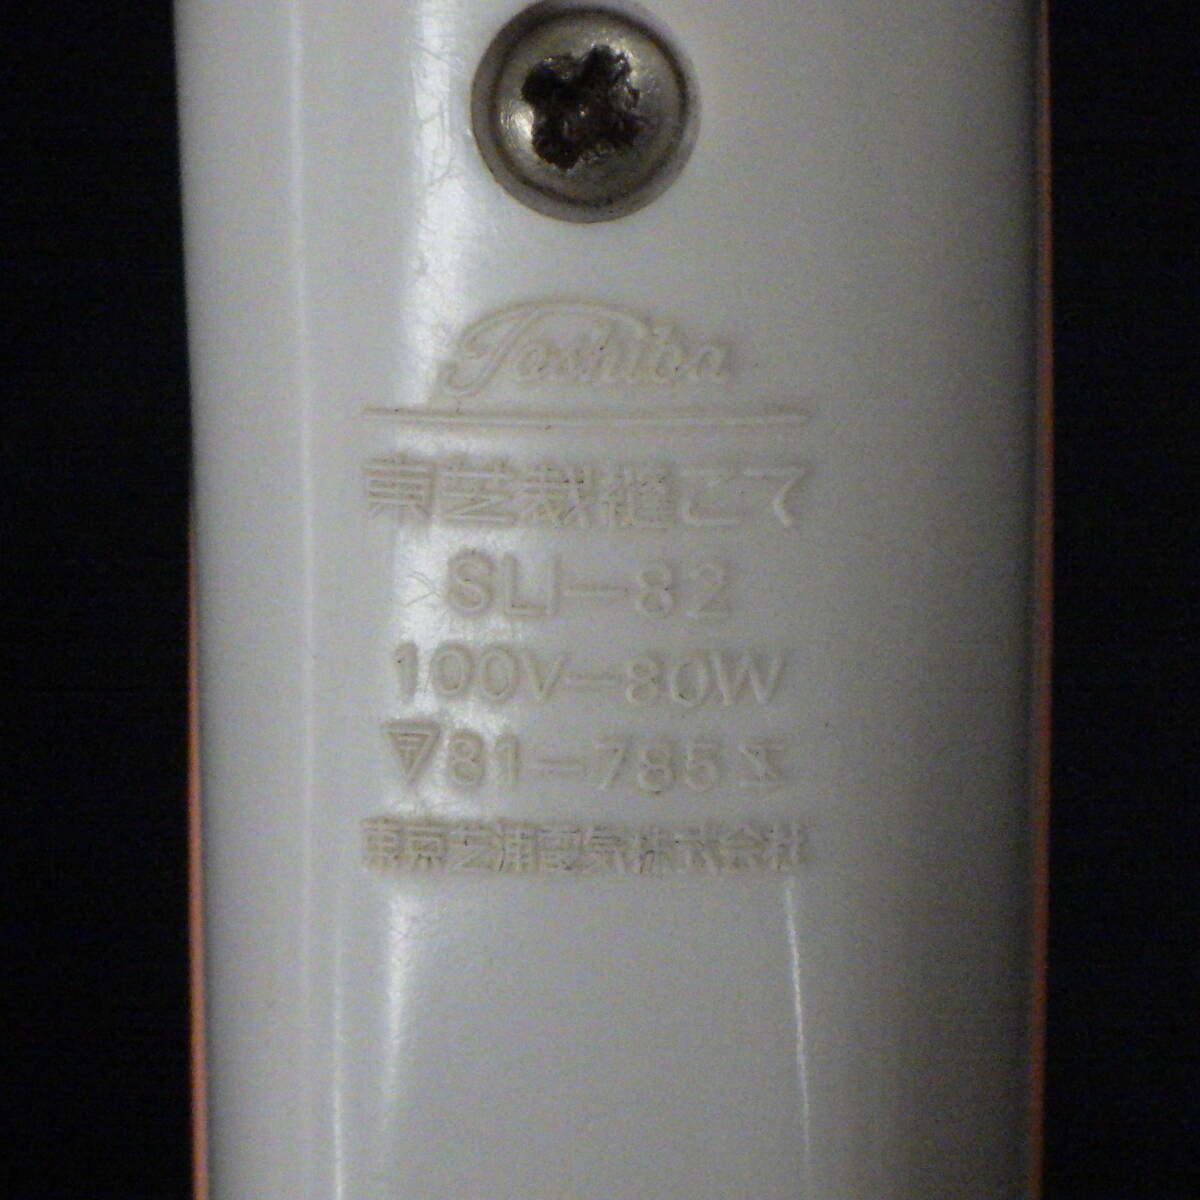 Toshiba
東芝裁縫こて
SLI-82
100V-80W
▽81-785
東京芝浦電気株式会社